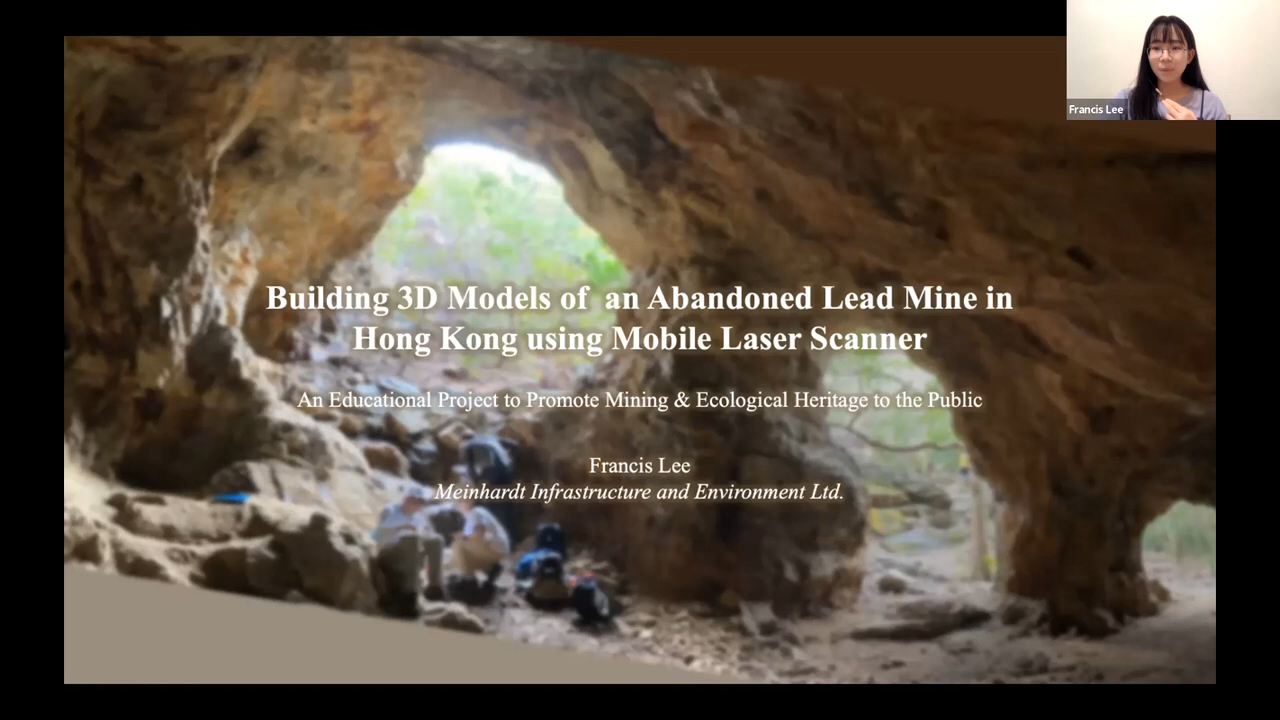 Francis Lee
Building 3D Models of an Abandoned Lead Mine in
Hong Kong using Mobile Laser Scanner
An Educational Project to Promote Mining & Ecological Heritage to the Public
Francis Lee
Meinhardt Infrastructure and Environment Ltd.